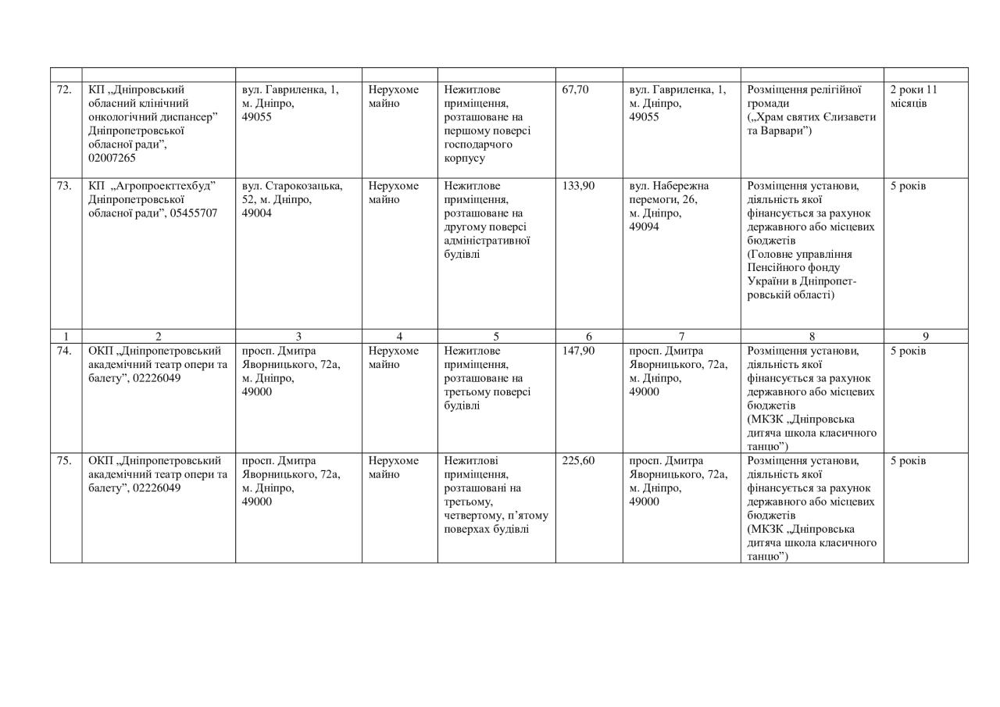 72.
КП „Дніпровський
обласний клінічний
онкологічний диспансер”
Дніпропетровської
обласної ради”,
02007265
вул. Гавриленка, 1,
м. Дніпро,
49055
Нерухоме
майно
Нежитлове
приміщення,
розташоване на
першому поверсі
господарчого
корпусу
67,70
вул. Гавриленка, 1,
м. Дніпро,
49055
Розміщення релігійної
громади
(„Храм святих Єлизавети
та Варвари”)
2 роки 11
місяців
73.
КП „Агропроекттехбуд”
Дніпропетровської
обласної ради”, 05455707
вул. Старокозацька,
52, м. Дніпро,
49004
Нерухоме
майно
Нежитлове
приміщення,
розташоване на
другому поверсі
адміністративної
будівлі
133,90
вул. Набережна
перемоги, 26,
м. Дніпро,
49094
Розміщення установи,
діяльність якої
фінансується за рахунок
державного або місцевих
бюджетів
(Головне управління
Пенсійного фонду
України в Дніпропет-
ровській області)
5 років
1 2 3 4 5 6 7 8 9
74.
ОКП „Дніпропетровський
академічний театр опери та
балету”, 02226049
просп. Дмитра
Яворницького, 72а,
м. Дніпро,
49000
Нерухоме
майно
Нежитлове
приміщення,
розташоване на
третьому поверсі
будівлі
147,90
просп. Дмитра
Яворницького, 72а,
м. Дніпро,
49000
Розміщення установи,
діяльність якої
фінансується за рахунок
державного або місцевих
бюджетів
(МКЗК „Дніпровська
дитяча школа класичного
танцю”)
5 років
75.
ОКП „Дніпропетровський
академічний театр опери та
балету”, 02226049
просп. Дмитра
Яворницького, 72а,
м. Дніпро,
49000
Нерухоме
майно
Нежитлові
приміщення,
розташовані на
третьому,
четвертому, п’ятому
поверхах будівлі
225,60
просп. Дмитра
Яворницького, 72а,
м. Дніпро,
49000
Розміщення установи,
діяльність якої
фінансується за рахунок
державного або місцевих
бюджетів
(МКЗК „Дніпровська
дитяча школа класичного
танцю”)
5 років